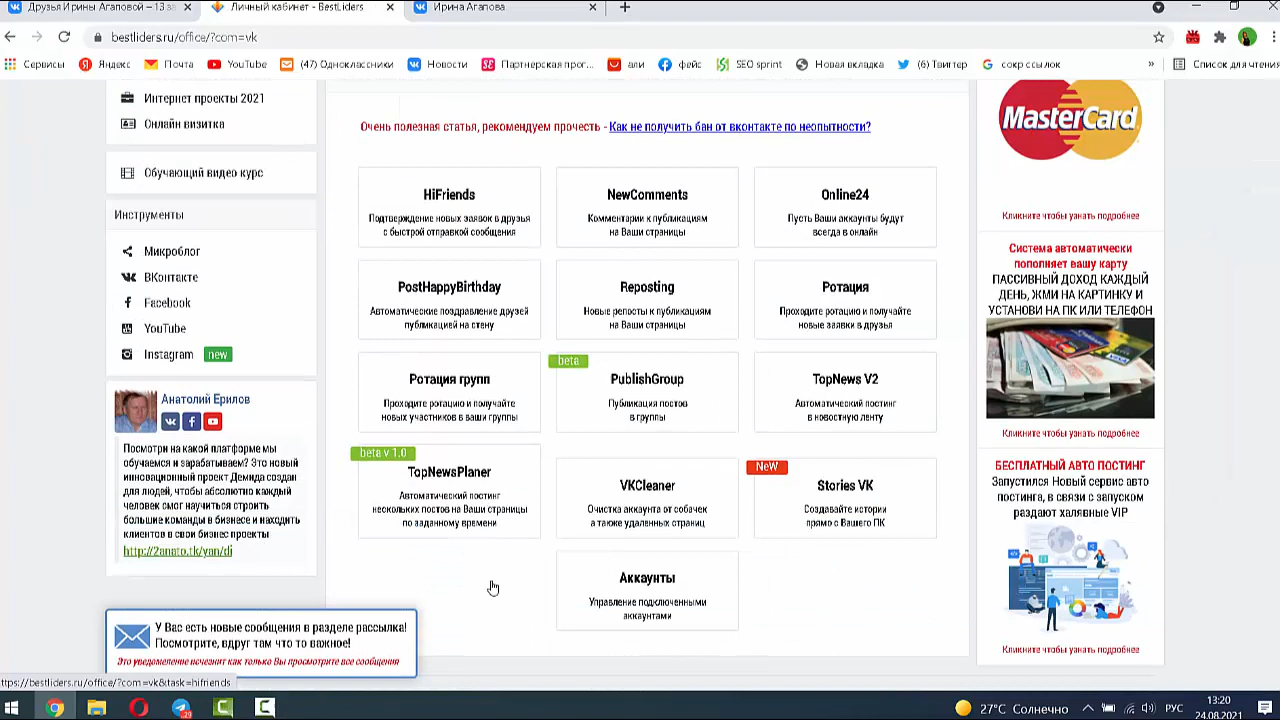 Друзья Ирины Агаповой – 13 за
Личный кабинет - BestLiders
Ирина Агапова
bestliders.ru/office/?com=vk
Сервисы
Яндекс
Почта
YouTube
(47) Одноклассники
Новости
Партнерская прог...
али
фейс
SEO sprint
Новая вкладка
(6) Твиттер
сокр ссылок
»
Список для чтения
Интернет проекты 2021
Онлайн визитка
Обучающий видео курс
Инструменты
Микроблог
ВКонтакте
Facebook
YouTube
Instagram new
Анатолий Ерилов
Посмотри на какой платформе мы
обучаемся и зарабатываем? Это новый
инновационный проект Демида создан
для людей, чтобы абсолютно каждый
человек смог научиться строить
большие команды в бизнесе и находить
клиентов в свои бизнес проекты
http://2anato.tk/yan/di
Очень полезная статья, рекомендуем прочесть - Как не получить бан от вконтакте по неопытности?
HiFriends
Подтверждение новых заявок в друзья
с быстрой отправкой сообщения
NewComments
Комментарии к публикациям
на Ваши страницы
Online24
Пусть Ваши аккаунты будут
всегда в онлайн
PostHappyBirthday
Автоматические поздравление друзей
публикацией на стену
Reposting
Новые репосты к публикациям
на Ваши страницы
Ротация
Проходите ротацию и получайте
новые заявки в друзья
Ротация групп
Проходите ротацию и получайте
новых участников в ваши группы
beta
PublishGroup
Публикация постов
в группы
TopNews V2
Автоматический постинг
в новостную ленту
beta v 1.0
TopNewsPlaner
Автоматический постинг
нескольких постов на Ваши страницы
по заданному времени
VKCleaner
Очистка аккаунта от собачек
а также удаленных страниц
NeW
Stories VK
Создавайте истории
прямо с Вашего ПК
Аккаунты
Управление подключенными
аккаунтами
MasterCard
Кликните чтобы узнать подробнее
Система автоматически
пополняет вашу карту
ПАССИВНЫЙ ДОХОД КАЖДЫЙ
ДЕНЬ, ЖМИ НА КАРТИНКУ И
УСТАНОВИ НА ПК ИЛИ ТЕЛЕФОН
Кликните чтобы узнать подробнее
БЕСПЛАТНЫЙ АВТО ПОСТИНГ
Запустился Новый сервис авто
постинга, в связи с запуском
раздают халявные VIP
Кликните чтобы узнать подробнее
У Вас есть новые сообщения в разделе рассылка!
Посмотрите, вдруг там что то важное!
Это уведомление исчезнит как только Вы просмотрите все сообщения
ttps://bestliders.ru/office/?com=vk&task=hifriends
29
27°C Солнечно
РУС
13:20
24.08.2021